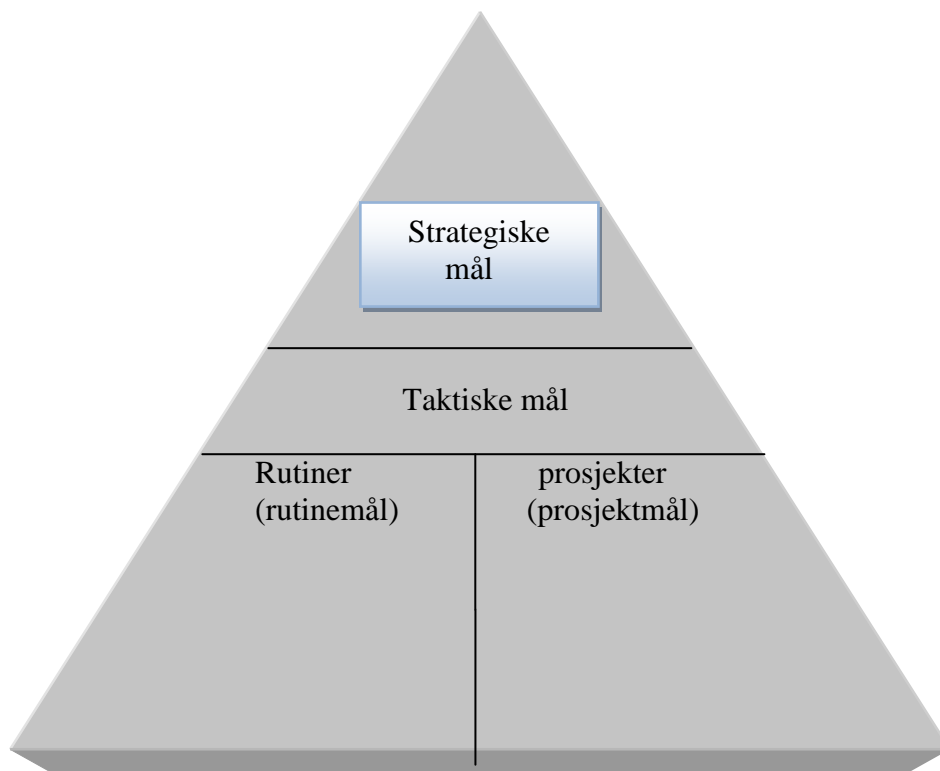 Strategiske
mål
Taktiske mål
Rutiner
(rutinemål)
prosjekter
(prosjektmål)